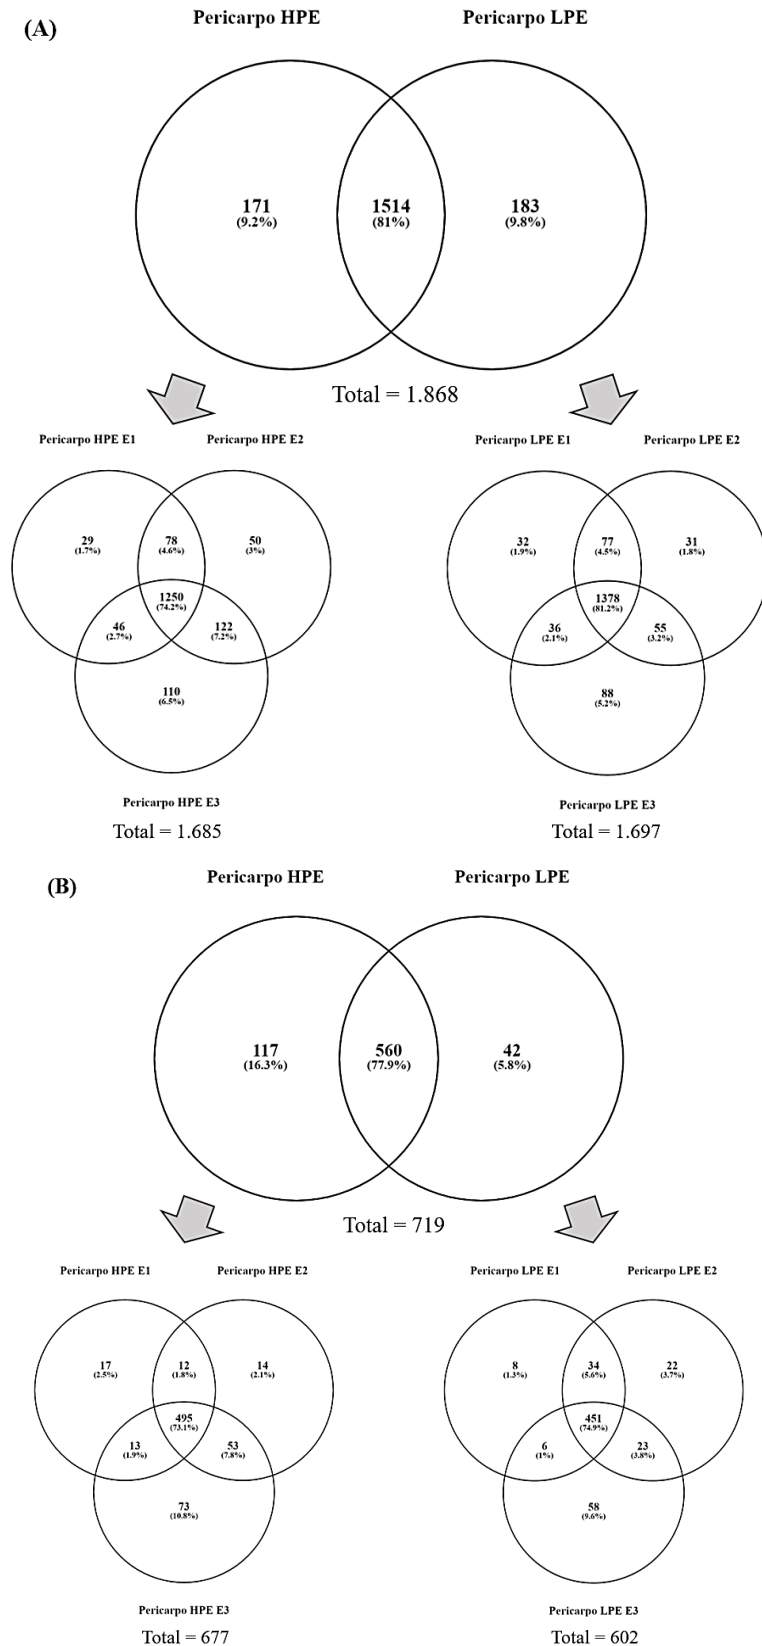 (A)
Pericarpo HPE
Pericarpo LPE
171
(9.2%)
1514
(81%)
183
(9.8%)
Total = 1.868
Pericarpo HPE E1
Pericarpo HPE E2
29
(1.7%)
78
(4.6%)
50
(3%)
1250
(74.2%)
46
(2.7%)
122
(7.2%)
110
(6.5%)
Pericarpo HPE E3
Total = 1.685
Pericarpo LPE E1
Pericarpo LPE E2
32
(1.9%)
77
(4.5%)
31
(1.8%)
1378
(81.2%)
36
(2.1%)
55
(3.2%)
88
(5.2%)
Pericarpo LPE E3
Total = 1.697
(B)
Pericarpo HPE
Pericarpo LPE
117
(16.3%)
560
(77.9%)
42
(5.8%)
Total = 719
Pericarpo HPE E1
Pericarpo HPE E2
17
(2.5%)
12
(1.8%)
14
(2.1%)
495
(73.1%)
13
(1.9%)
53
(7.8%)
73
(10.8%)
Pericarpo HPE E3
Total = 677
Pericarpo LPE E1
Pericarpo LPE E2
8
(1.3%)
34
(5.6%)
22
(3.7%)
451
(74.9%)
6
(1%)
23
(3.8%)
58
(9.6%)
Pericarpo LPE E3
Total = 602